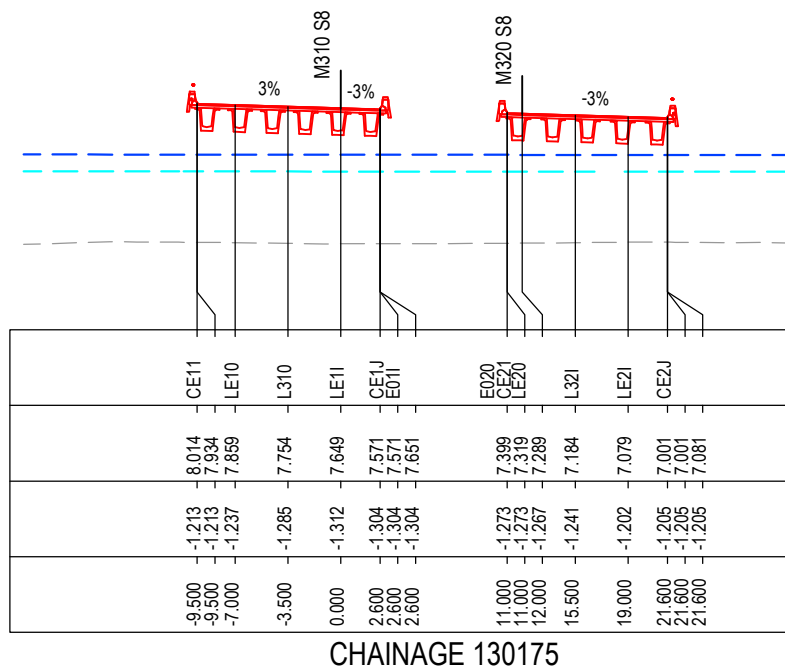 M310 S8
M320 S8
3%
-3%
-3%
CE11 LE10 L310 LE1I CE1J E01I E020 CE21 LE20 L32I LE2I CE2J
8.014 7.934 7.859 7.754 7.649 7.571 7.571 7.651 7.399 7.319 7.289 7.184 7.079 7.001 7.001 7.081
-1.213 -1.213 -1.237 -1.285 -1.312 -1.304 -1.304 -1.304 -1.273 -1.273 -1.267 -1.241 -1.202 -1.205 -1.205 -1.205
-9.500 -9.500 -7.000 -3.500 0.000 2.600 2.600 2.600 11.000 11.000 12.000 15.500 19.000 21.600 21.600 21.600
CHAINAGE 130175